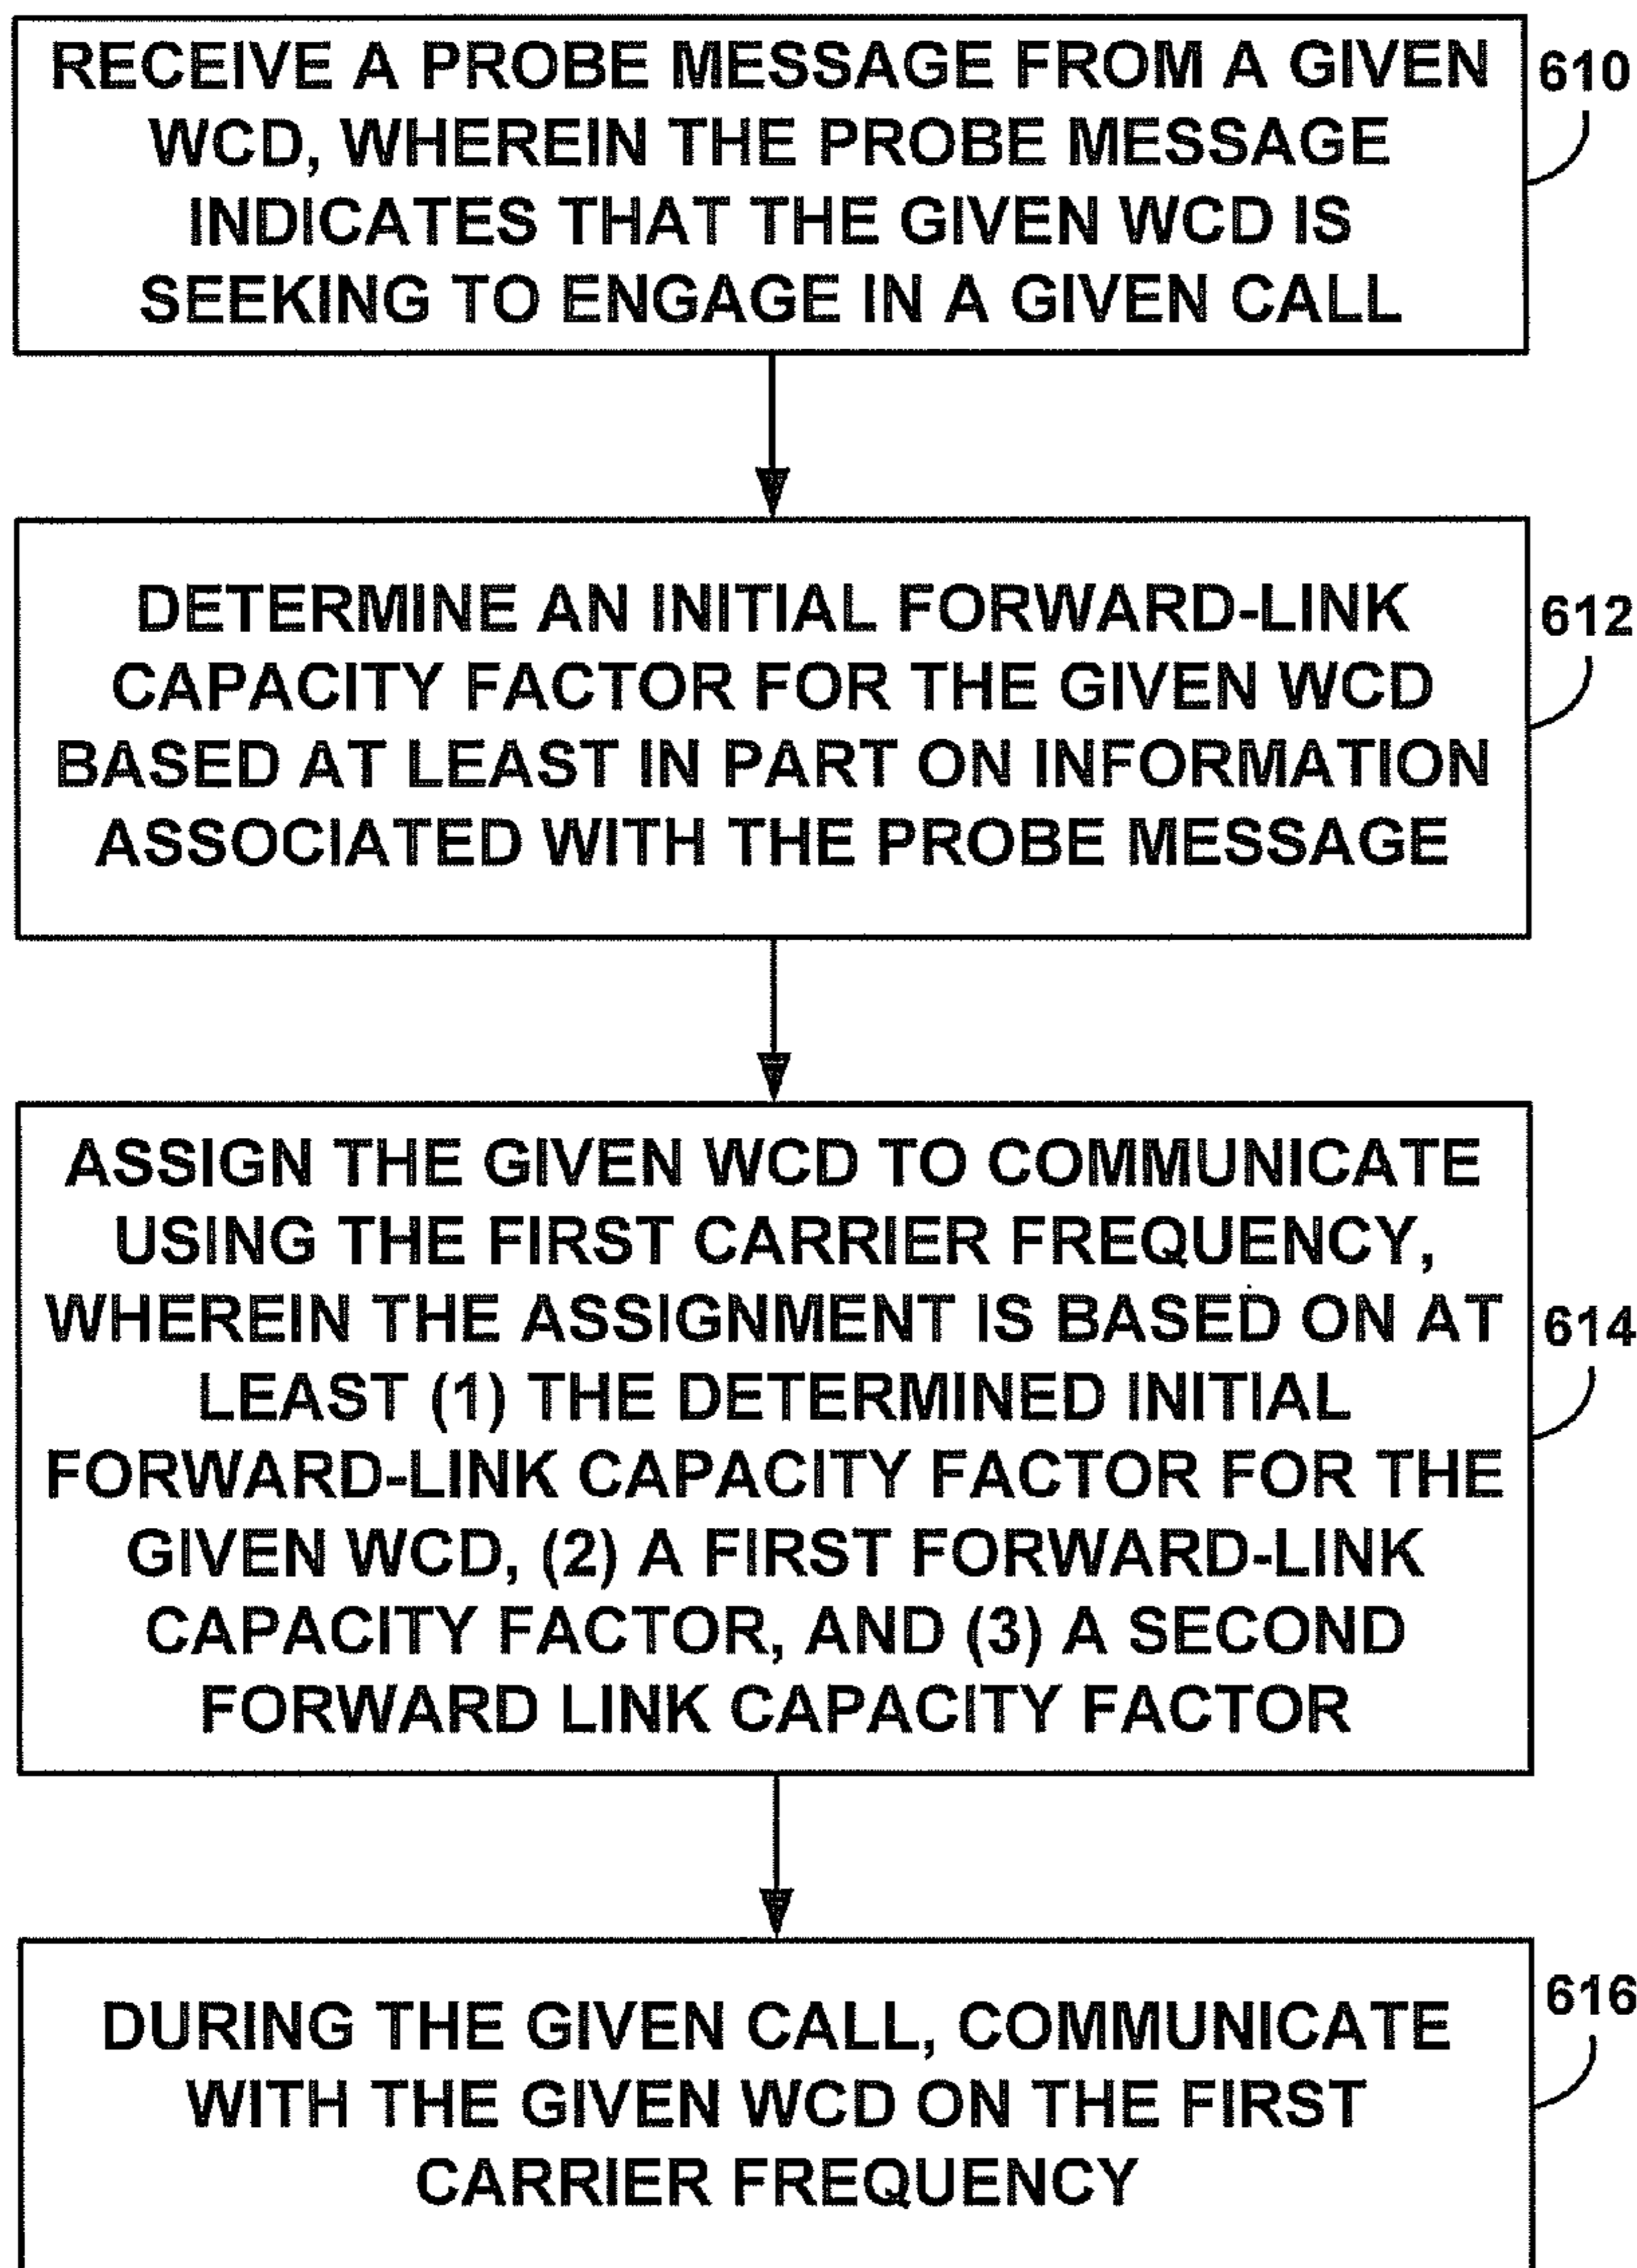 RECEIVE A PROBE MESSAGE FROM A GIVEN
WCD, WHEREIN THE PROBE MESSAGE
INDICATES THAT THE GIVEN WCD IS
SEEKING TO ENGAGE IN A GIVEN CALL
610
DETERMINE AN INITIAL FORWARD-LINK
CAPACITY FACTOR FOR THE GIVEN WCD
BASED AT LEAST IN PART ON INFORMATION
ASSOCIATED WITH THE PROBE MESSAGE
612
ASSIGN THE GIVEN WCD TO COMMUNICATE
USING THE FIRST CARRIER FREQUENCY,
WHEREIN THE ASSIGNMENT IS BASED ON AT
LEAST (1) THE DETERMINED INITIAL
FORWARD-LINK CAPACITY FACTOR FOR THE
GIVEN WCD, (2) A FIRST FORWARD-LINK
CAPACITY FACTOR, AND (3) A SECOND
FORWARD LINK CAPACITY FACTOR
614
DURING THE GIVEN CALL, COMMUNICATE
WITH THE GIVEN WCD ON THE FIRST
CARRIER FREQUENCY
616